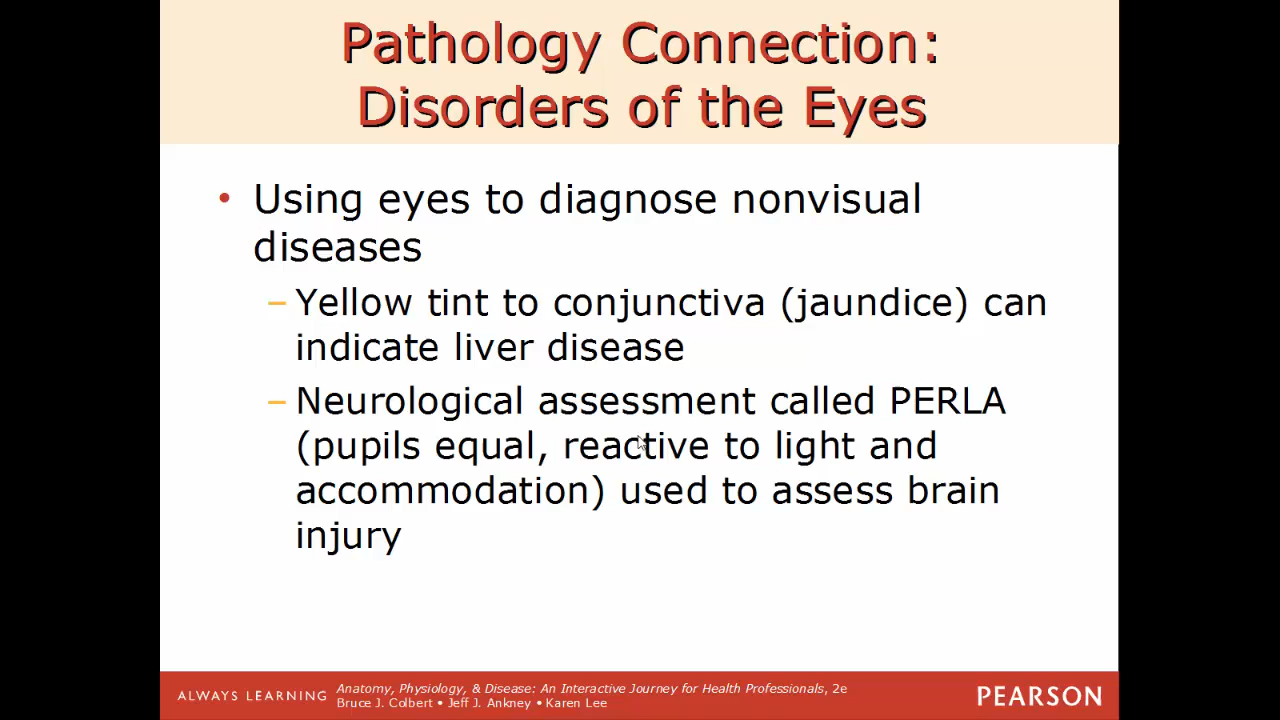 Pathology Connection:
Disorders of the Eyes
• Using eyes to diagnose nonvisual
diseases
– Yellow tint to conjunctiva (jaundice) can
indicate liver disease
– Neurological assessment called PERLA
(pupils equal, reactive to light and
accommodation) used to assess brain
injury
ALWAYS LEARNING
Anatomy, Physiology, & Disease: An Interactive Journey for Health Professionals, 2e
Bruce J. Colbert • Jeff J. Ankney • Karen Lee
PEARSON